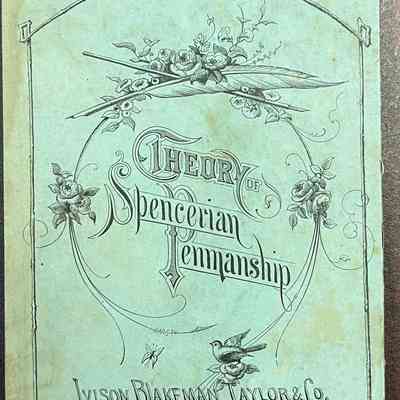 THEORY OF
Spencerian
Penmanship
IVISON BLAKEMAN TAYLOR & CO.